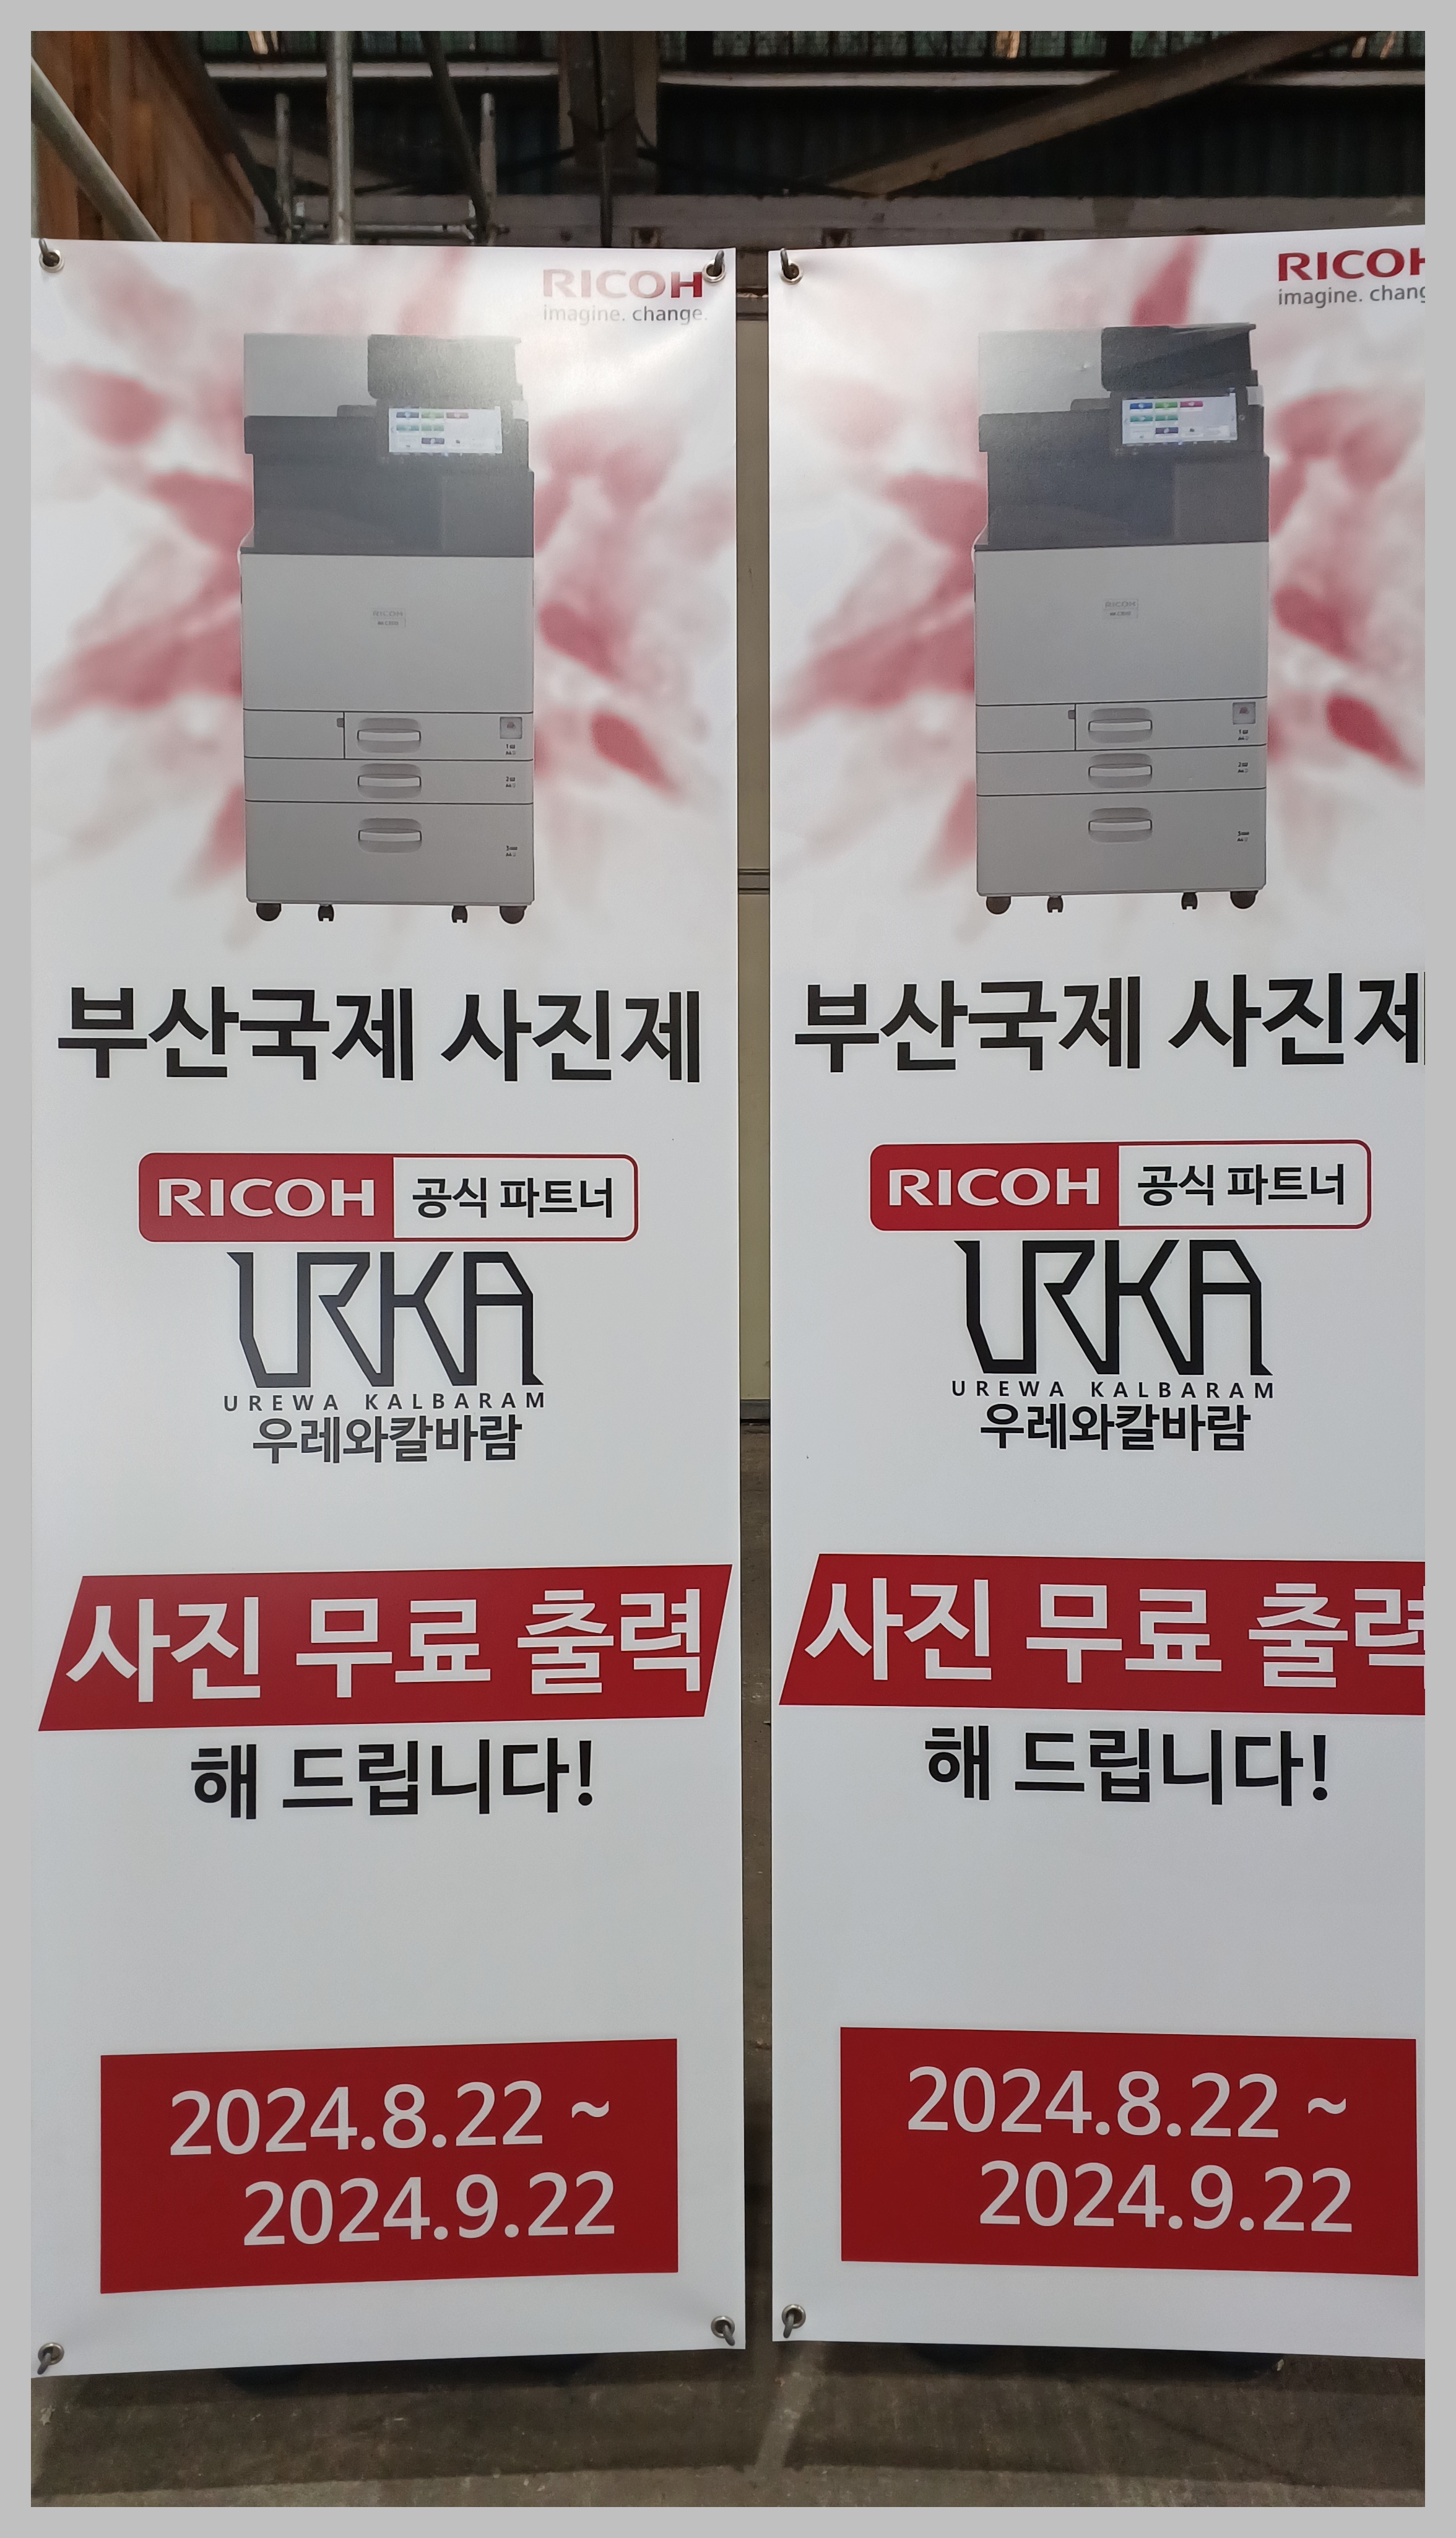 RICOH
imagine. change.
RICOH
부산국제 사진제
RICOH 공식 파트너
URKA
UREWA KALBARAM
우레와칼바람
사진 무료 출력
해 드립니다!
2024.8.22 ~
2024.9.22
RICOH
imagine. chang
RICOH
부산국제 사진제
RICOH 공식 파트너
URKA
UREWA KALBARAM
우레와칼바람
사진 무료 출력
해 드립니다!
2024.8.22 ~
2024.9.22